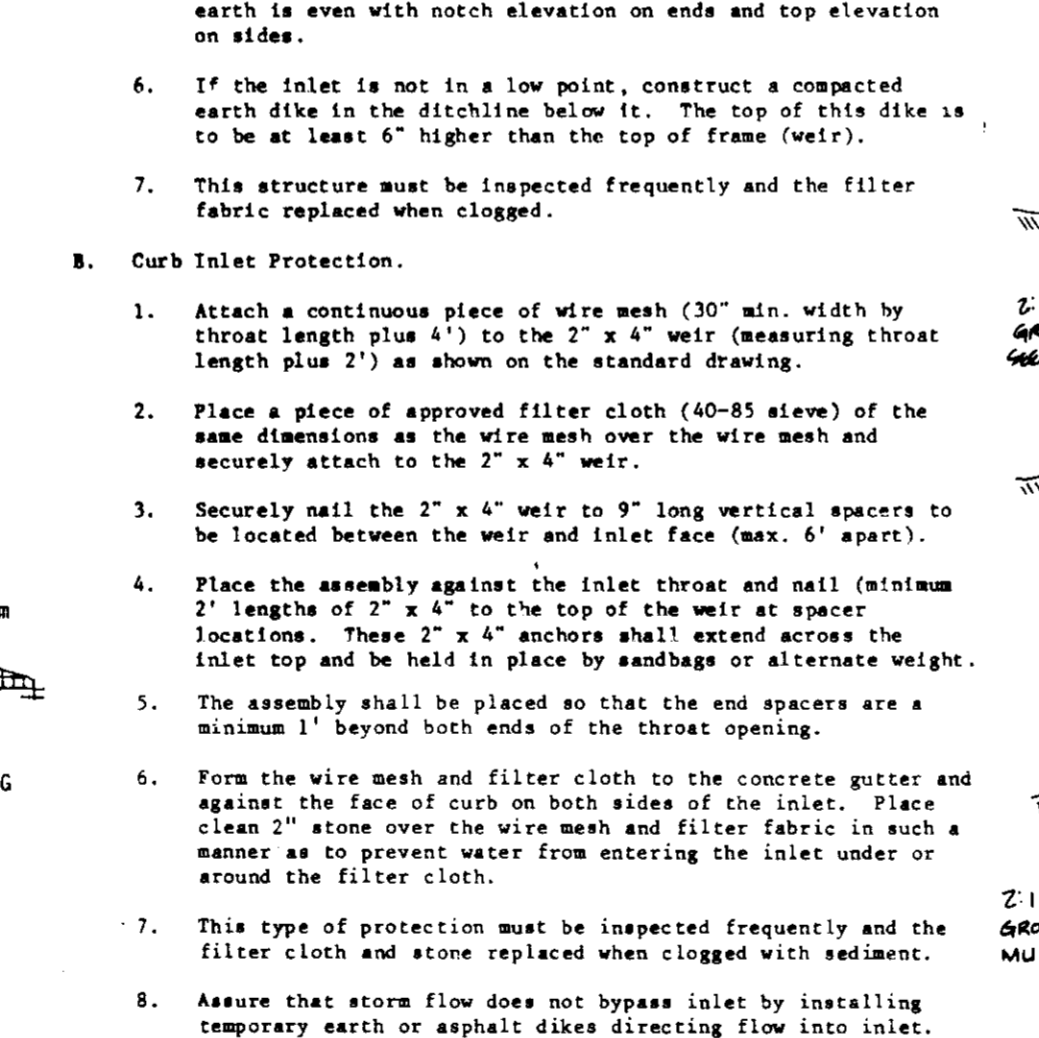 earth is even with notch elevation on ends and top elevation
on sides.
6. If the inlet is not in a low point, construct a compacted
earth dike in the ditchline below it. The top of this dike is
to be at least 6" higher than the top of frame (weir).
7. This structure must be inspected frequently and the filter
fabric replaced when clogged.
B. Curb Inlet Protection.
1. Attach a continuous piece of wire mesh (30" min. width by
throat length plus 4') to the 2" x 4" weir (measuring throat
length plus 2') as shown on the standard drawing.
2. Place a piece of approved filter cloth (40-85 sieve) of the
same dimensions as the wire mesh over the wire mesh and
securely attach to the 2" x 4" weir.
3. Securely nail the 2" x 4" weir to 9" long vertical spacers to
be located between the weir and inlet face (max. 6' apart).
4. Place the assembly against the inlet throat and nail (minimum
2' lengths of 2" x 4" to the top of the weir at spacer
locations. These 2" x 4" anchors shall extend across the
inlet top and be held in place by sandbags or alternate weight.
5. The assembly shall be placed so that the end spacers are a
minimum 1' beyond both ends of the throat opening.
6. Form the wire mesh and filter cloth to the concrete gutter and
against the face of curb on both sides of the inlet. Place
clean 2" stone over the wire mesh and filter fabric in such a
manner as to prevent water from entering the inlet under or
around the filter cloth.
7. This type of protection must be inspected frequently and the
filter cloth and stone replaced when clogged with sediment.
8. Assure that storm flow does not bypass inlet by installing
temporary earth or asphalt dikes directing flow into inlet.
m
G
2:
GR
2:1
GRO
MU